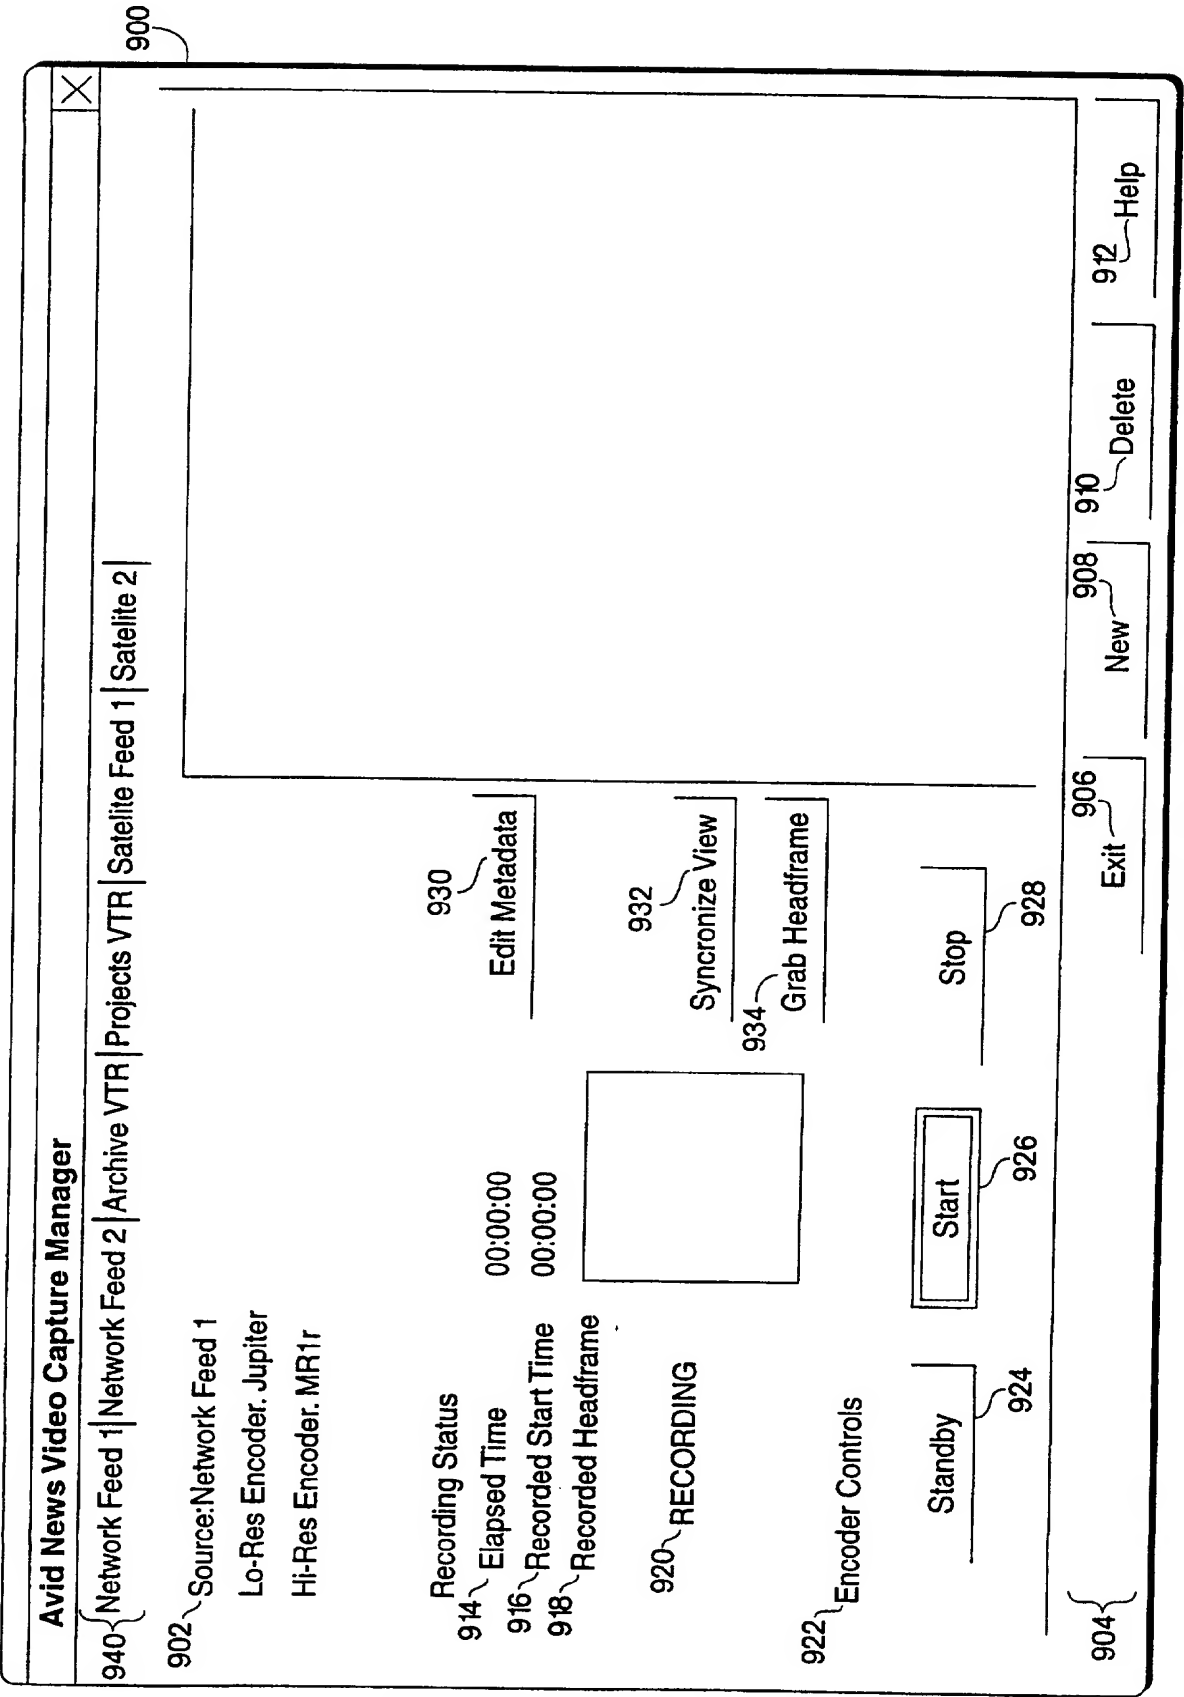 900
Avid News Video Capture Manager
940 Network Feed 1 | Network Feed 2 | Archive VTR | Projects VTR | Satellite Feed 1 | Satelite 2 |
902 Source:Network Feed 1
Lo-Res Encoder. Jupiter
Hi-Res Encoder. MR1r
Recording Status
914 Elapsed Time 00:00:00
916 Recorded Start Time 00:00:00
918 Recorded Headframe
930
Edit Metadata
920 RECORDING
932
Syncronize View
934
Grab Headframe
922 Encoder Controls
Standby Start Stop
924 926 928
904
906 908 910 912
Exit New Delete Help